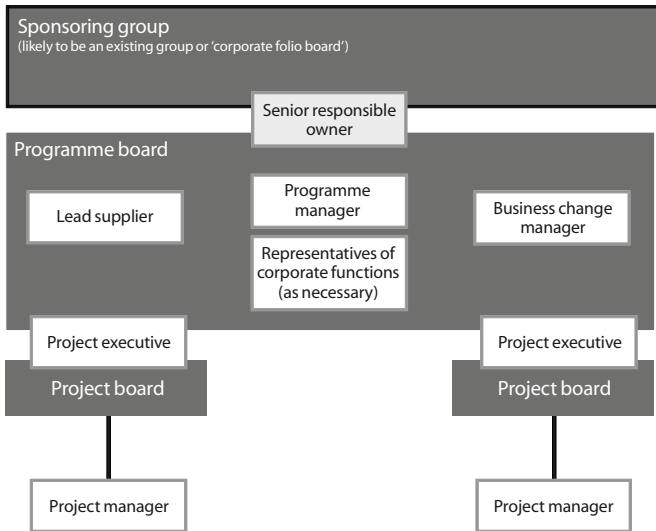 Sponsoring group
(likely to be an existing group or ‘corporate folio board’)
Senior responsible
owner
Programme board
Lead supplier
Programme
manager
Business change
manager
Representatives of
corporate functions
(as necessary)
Project executive
Project executive
Project board
Project board
Project manager
Project manager